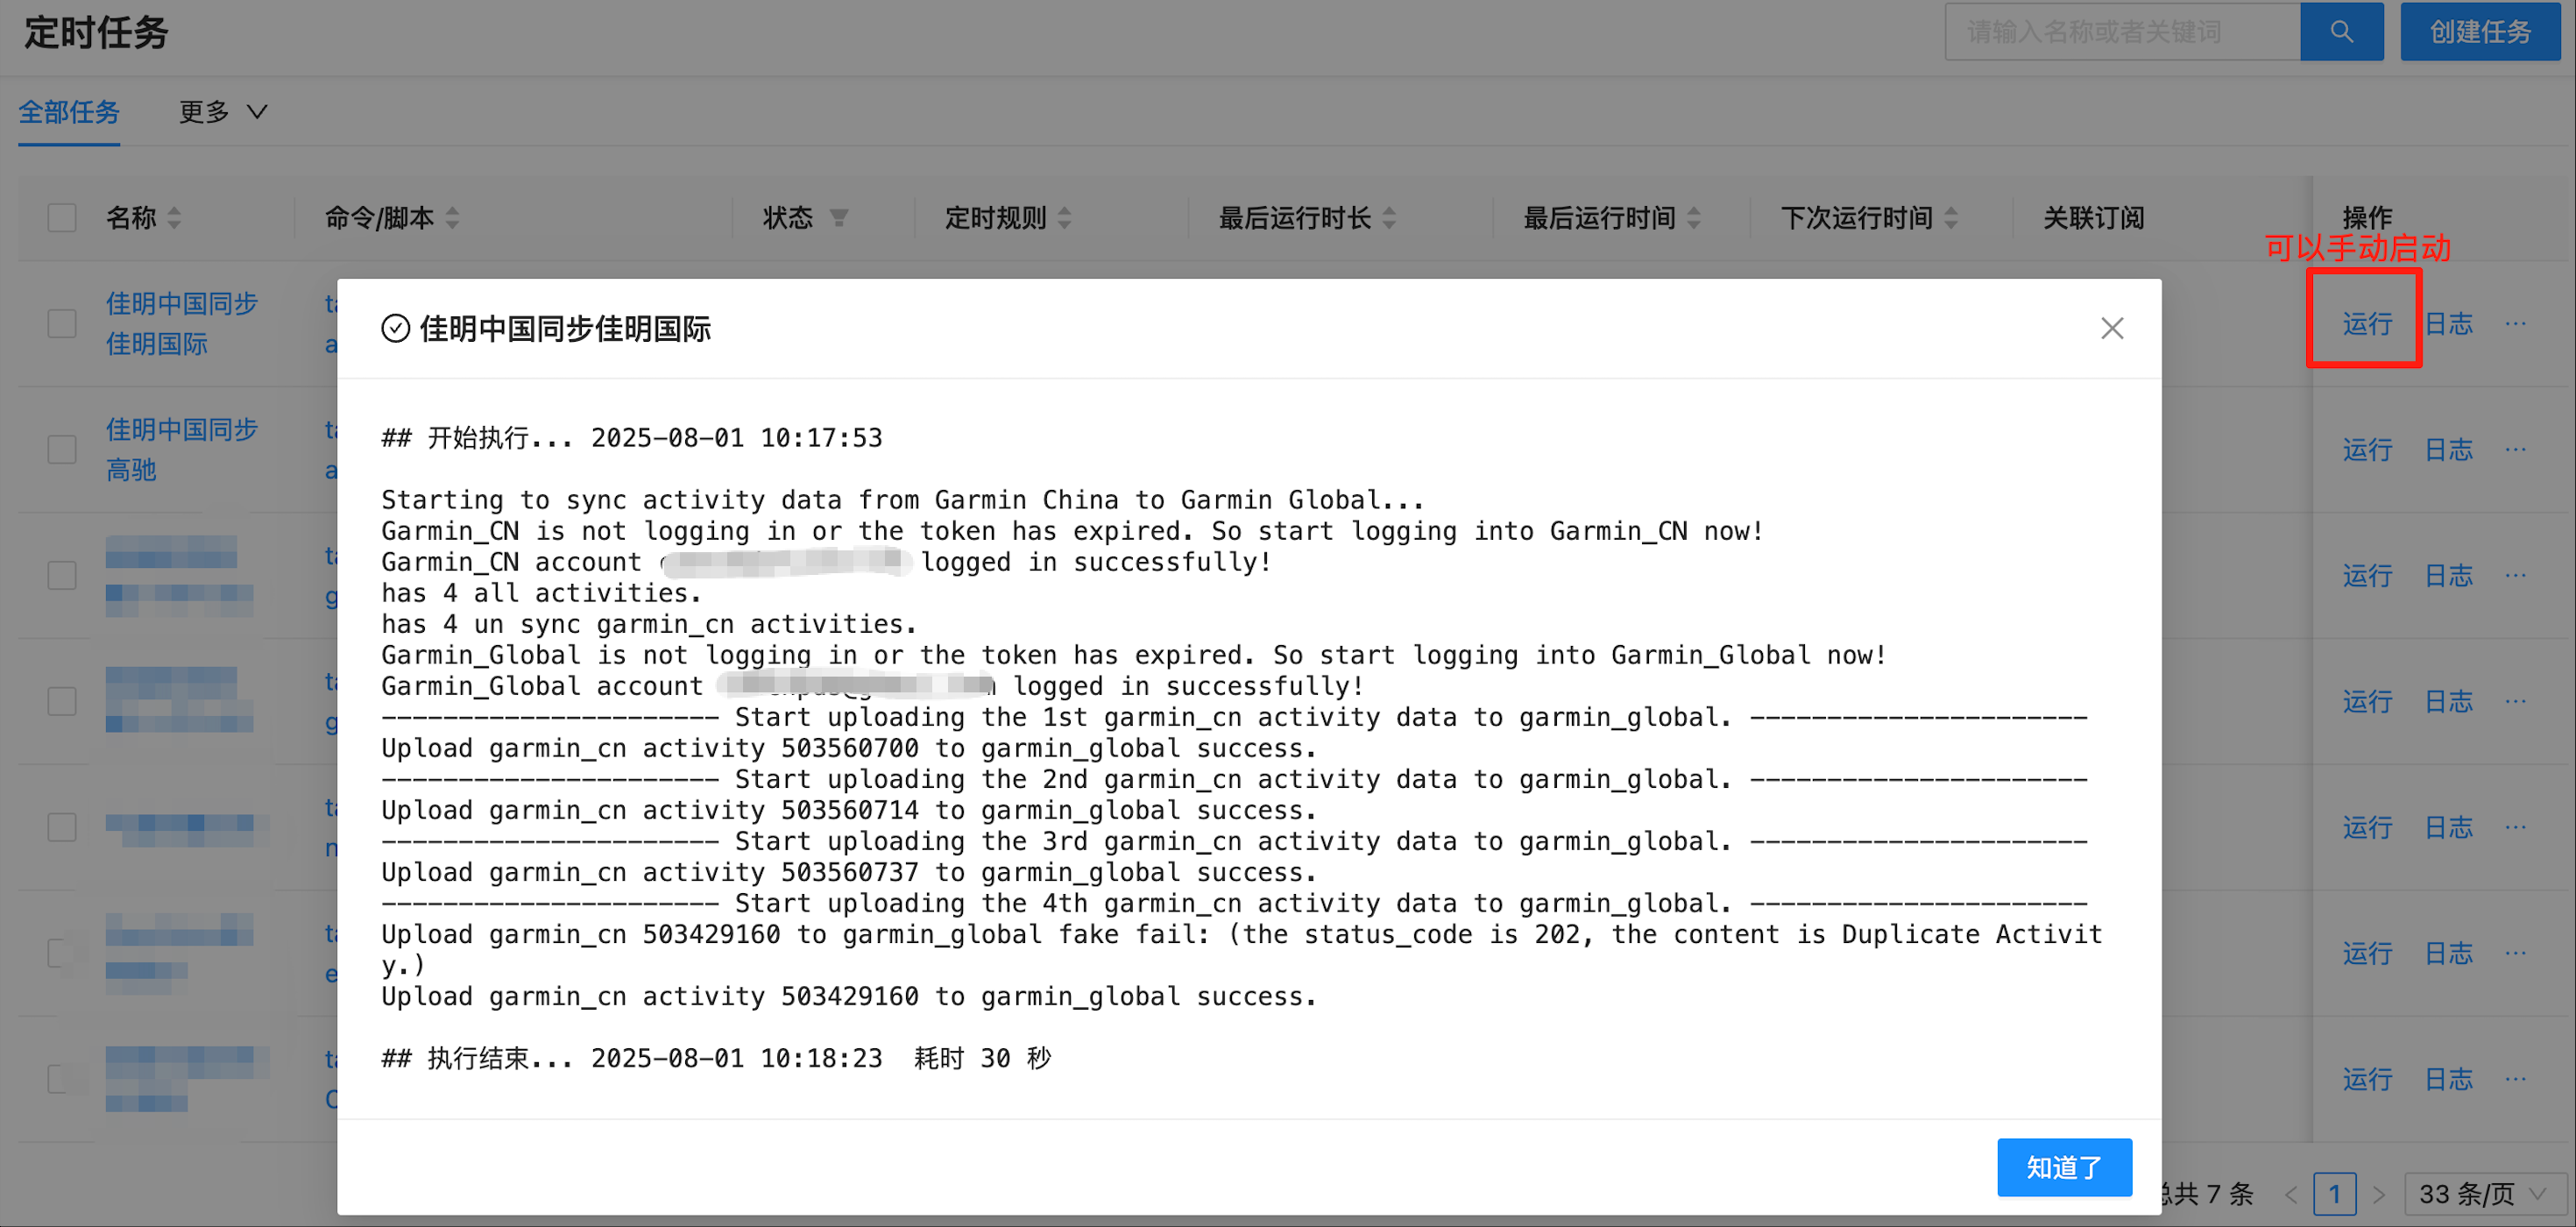 定时任务
请输入名称或者关键词
创建任务
全部任务 更多
名称 命令/脚本 状态 定时规则 最后运行时长 最后运行时间 下次运行时间 关联订阅 操作
可以手动启动
佳明中国同步
佳明国际
运行 日志 ...
佳明中国同步
高驰
运行 日志 ...
运行 日志 ...
运行 日志 ...
运行 日志 ...
运行 日志 ...
运行 日志 ...
佳明中国同步佳明国际
## 开始执行... 2025-08-01 10:17:53
Starting to sync activity data from Garmin China to Garmin Global...
Garmin_CN is not logging in or the token has expired. So start logging into Garmin_CN now!
Garmin_CN account logged in successfully!
has 4 all activities.
has 4 un sync garmin_cn activities.
Garmin_Global is not logging in or the token has expired. So start logging into Garmin_Global now!
Garmin_Global account logged in successfully!
---------------------- Start uploading the 1st garmin_cn activity data to garmin_global. ----------------------
Upload garmin_cn activity 503560700 to garmin_global success.
---------------------- Start uploading the 2nd garmin_cn activity data to garmin_global. ----------------------
Upload garmin_cn activity 503560714 to garmin_global success.
---------------------- Start uploading the 3rd garmin_cn activity data to garmin_global. ----------------------
Upload garmin_cn activity 503560737 to garmin_global success.
---------------------- Start uploading the 4th garmin_cn activity data to garmin_global. ----------------------
Upload garmin_cn 503429160 to garmin_global fake fail: (the status_code is 202, the content is Duplicate Activit
y.)
Upload garmin_cn activity 503429160 to garmin_global success.
## 执行结束... 2025-08-01 10:18:23 耗时 30 秒
知道了
共 7 条 < 1 > 33 条/页